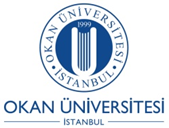 OKAN ÜNİVERSİTESİ
1999
· İSTANBUL ·
OKAN ÜNİVERSİTESİ
İSTANBUL